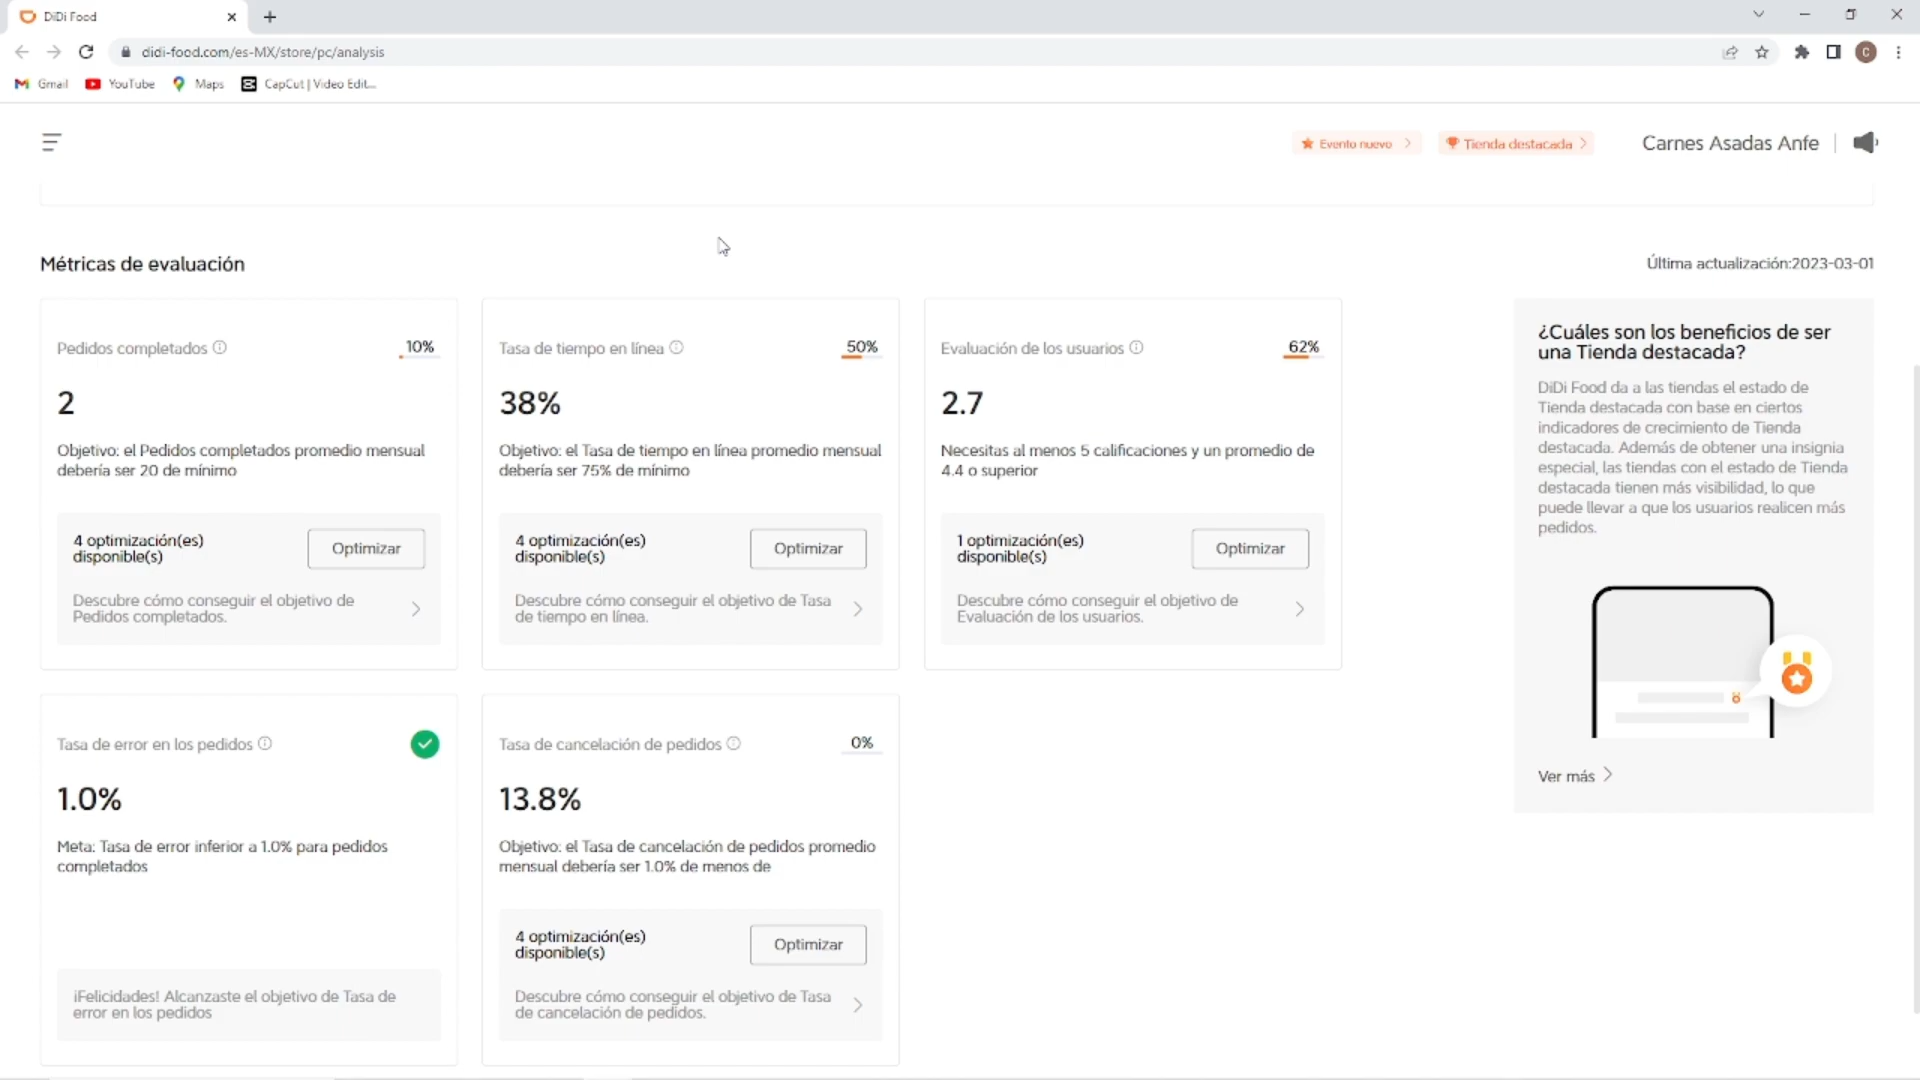 DiDi Food
didi-food.com/es-MX/store/pc/analysis
C
Gmail
YouTube
Maps
CapCut | Video Edit...
Evento nuevo
Tienda destacada
Carnes Asadas Anfe
Métricas de evaluación
Última actualización:2023-03-01
Pedidos completados
10%
2
Objetivo: el Pedidos completados promedio mensual
debería ser 20 de mínimo
4 optimización(es)
disponible(s)
Optimizar
Descubre cómo conseguir el objetivo de
Pedidos completados.
Tasa de tiempo en línea
50%
38%
Objetivo: el Tasa de tiempo en línea promedio mensual
debería ser 75% de mínimo
4 optimización(es)
disponible(s)
Optimizar
Descubre cómo conseguir el objetivo de Tasa
de tiempo en línea.
Evaluación de los usuarios
62%
2.7
Necesitas al menos 5 calificaciones y un promedio de
4.4 o superior
1 optimización(es)
disponible(s)
Optimizar
Descubre cómo conseguir el objetivo de
Evaluación de los usuarios.
¿Cuáles son los beneficios de ser
una Tienda destacada?
DiDi Food da a las tiendas el estado de
Tienda destacada con base en ciertos
indicadores de crecimiento de Tienda
destacada. Además de obtener una insignia
especial, las tiendas con el estado de Tienda
destacada tienen más visibilidad, lo que
puede llevar a que los usuarios realicen más
pedidos.
Ver más
Tasa de error en los pedidos
1.0%
Meta: Tasa de error inferior a 1.0% para pedidos
completados
¡Felicidades! Alcanzaste el objetivo de Tasa de
error en los pedidos
Tasa de cancelación de pedidos
0%
13.8%
Objetivo: el Tasa de cancelación de pedidos promedio
mensual debería ser 1.0% de menos de
4 optimización(es)
disponible(s)
Optimizar
Descubre cómo conseguir el objetivo de Tasa
de cancelación de pedidos.